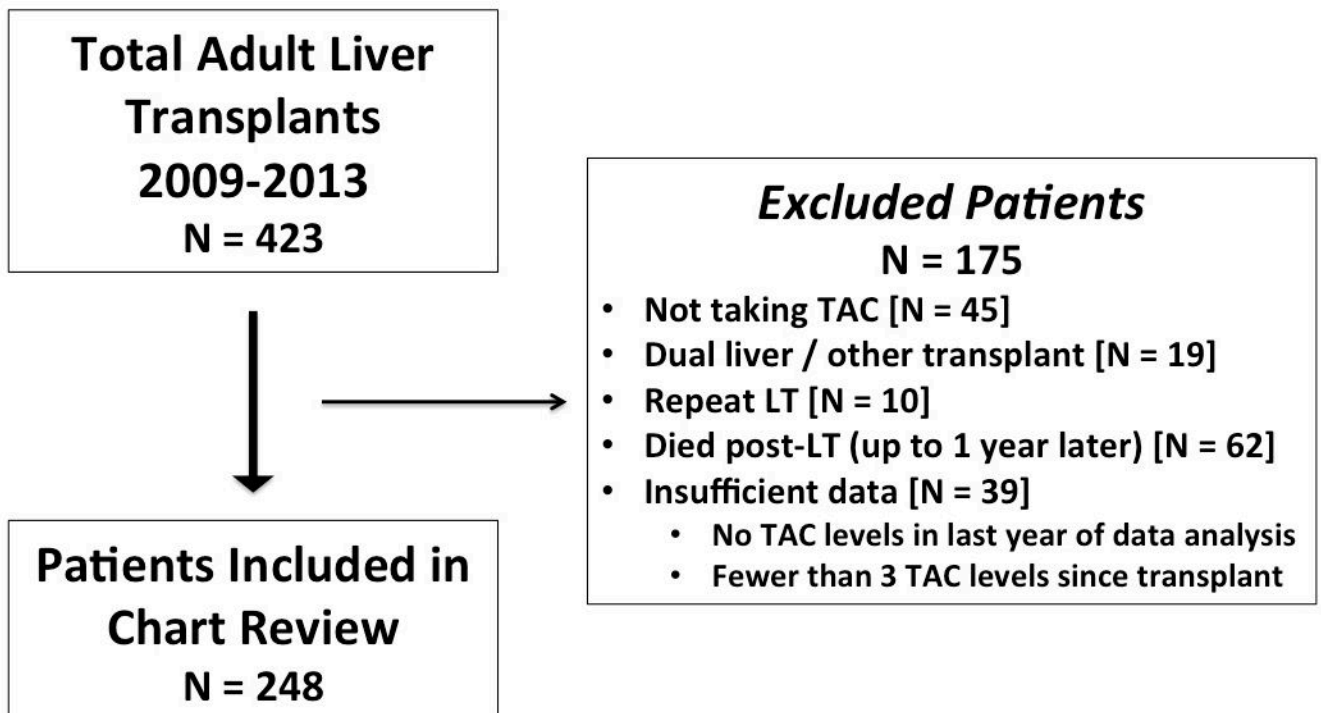 Total Adult Liver
Transplants
2009-2013
N = 423
Excluded Patients
N = 175
• Not taking TAC [N = 45]
• Dual liver / other transplant [N = 19]
• Repeat LT [N = 10]
• Died post-LT (up to 1 year later) [N = 62]
• Insufficient data [N = 39]
• No TAC levels in last year of data analysis
• Fewer than 3 TAC levels since transplant
Patients Included in
Chart Review
N = 248